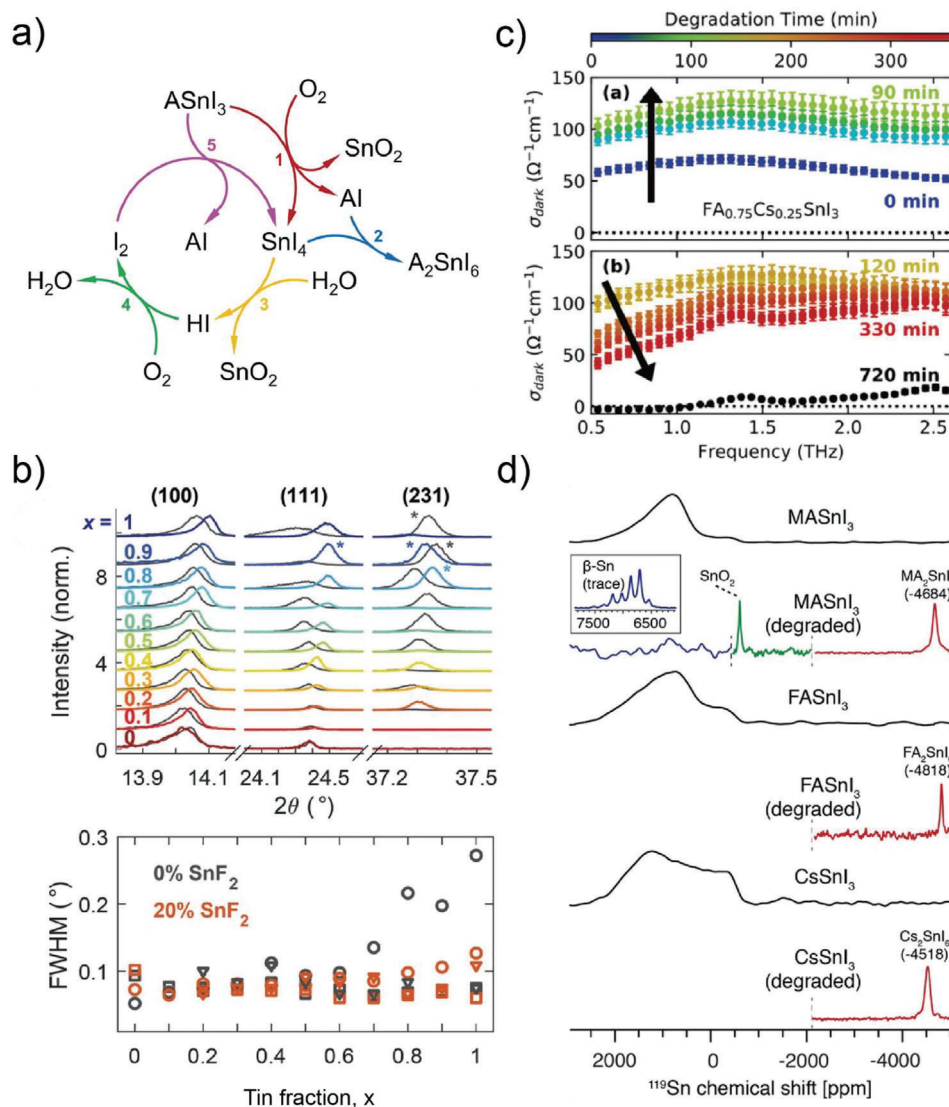 a)
ASnI3
O2
5
1
SnO2
AI
2
I2
AI
SnI4
A2SnI6
H2O
3
H2O
4
HI
O2
SnO2
c)
Degradation Time (min)
0 100 200 300
(a)
90 min
0 min
FA0.75Cs0.25SnI3
σdark (Ω−1cm−1)
150
100
50
0
(b)
120 min
330 min
720 min
σdark (Ω−1cm−1)
150
100
50
0
0.5 1.0 1.5 2.0 2.5
Frequency (THz)
b)
(100) (111) (231)
x = 1
0.9
0.8
0.7
0.6
0.5
0.4
0.3
0.2
0.1
0
* * * * *
Intensity (norm.)
8
4
0
13.9 14.1 24.1 24.5 37.2 37.5
2θ (°)
0% SnF2
20% SnF2
FWHM (°)
0.3
0.2
0.1
0 0.2 0.4 0.6 0.8 1
Tin fraction, x
d)
MASnI3
β-Sn
(trace)
7500 6500
SnO2
MA2SnI
(-4684)
MASnI3
(degraded)
FASnI3
FA2SnI
(-4818)
FASnI3
(degraded)
CsSnI3
Cs2SnI6
(-4518)
CsSnI3
(degraded)
2000 0 -2000 -4000
119Sn chemical shift [ppm]